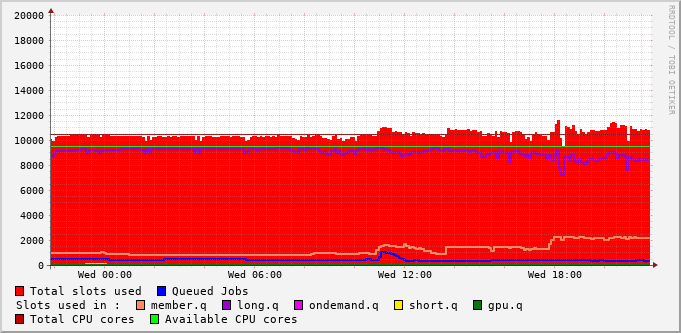 20000
18000
16000
14000
12000
10000
8000
6000
4000
2000
0
Wed 00:00 Wed 06:00 Wed 12:00 Wed 18:00
Total slots used Queued Jobs
Slots used in : member.q long.q ondemand.q short.q gpu.q
Total CPU cores Available CPU cores
RRDTOOL / TOBI OETIKER